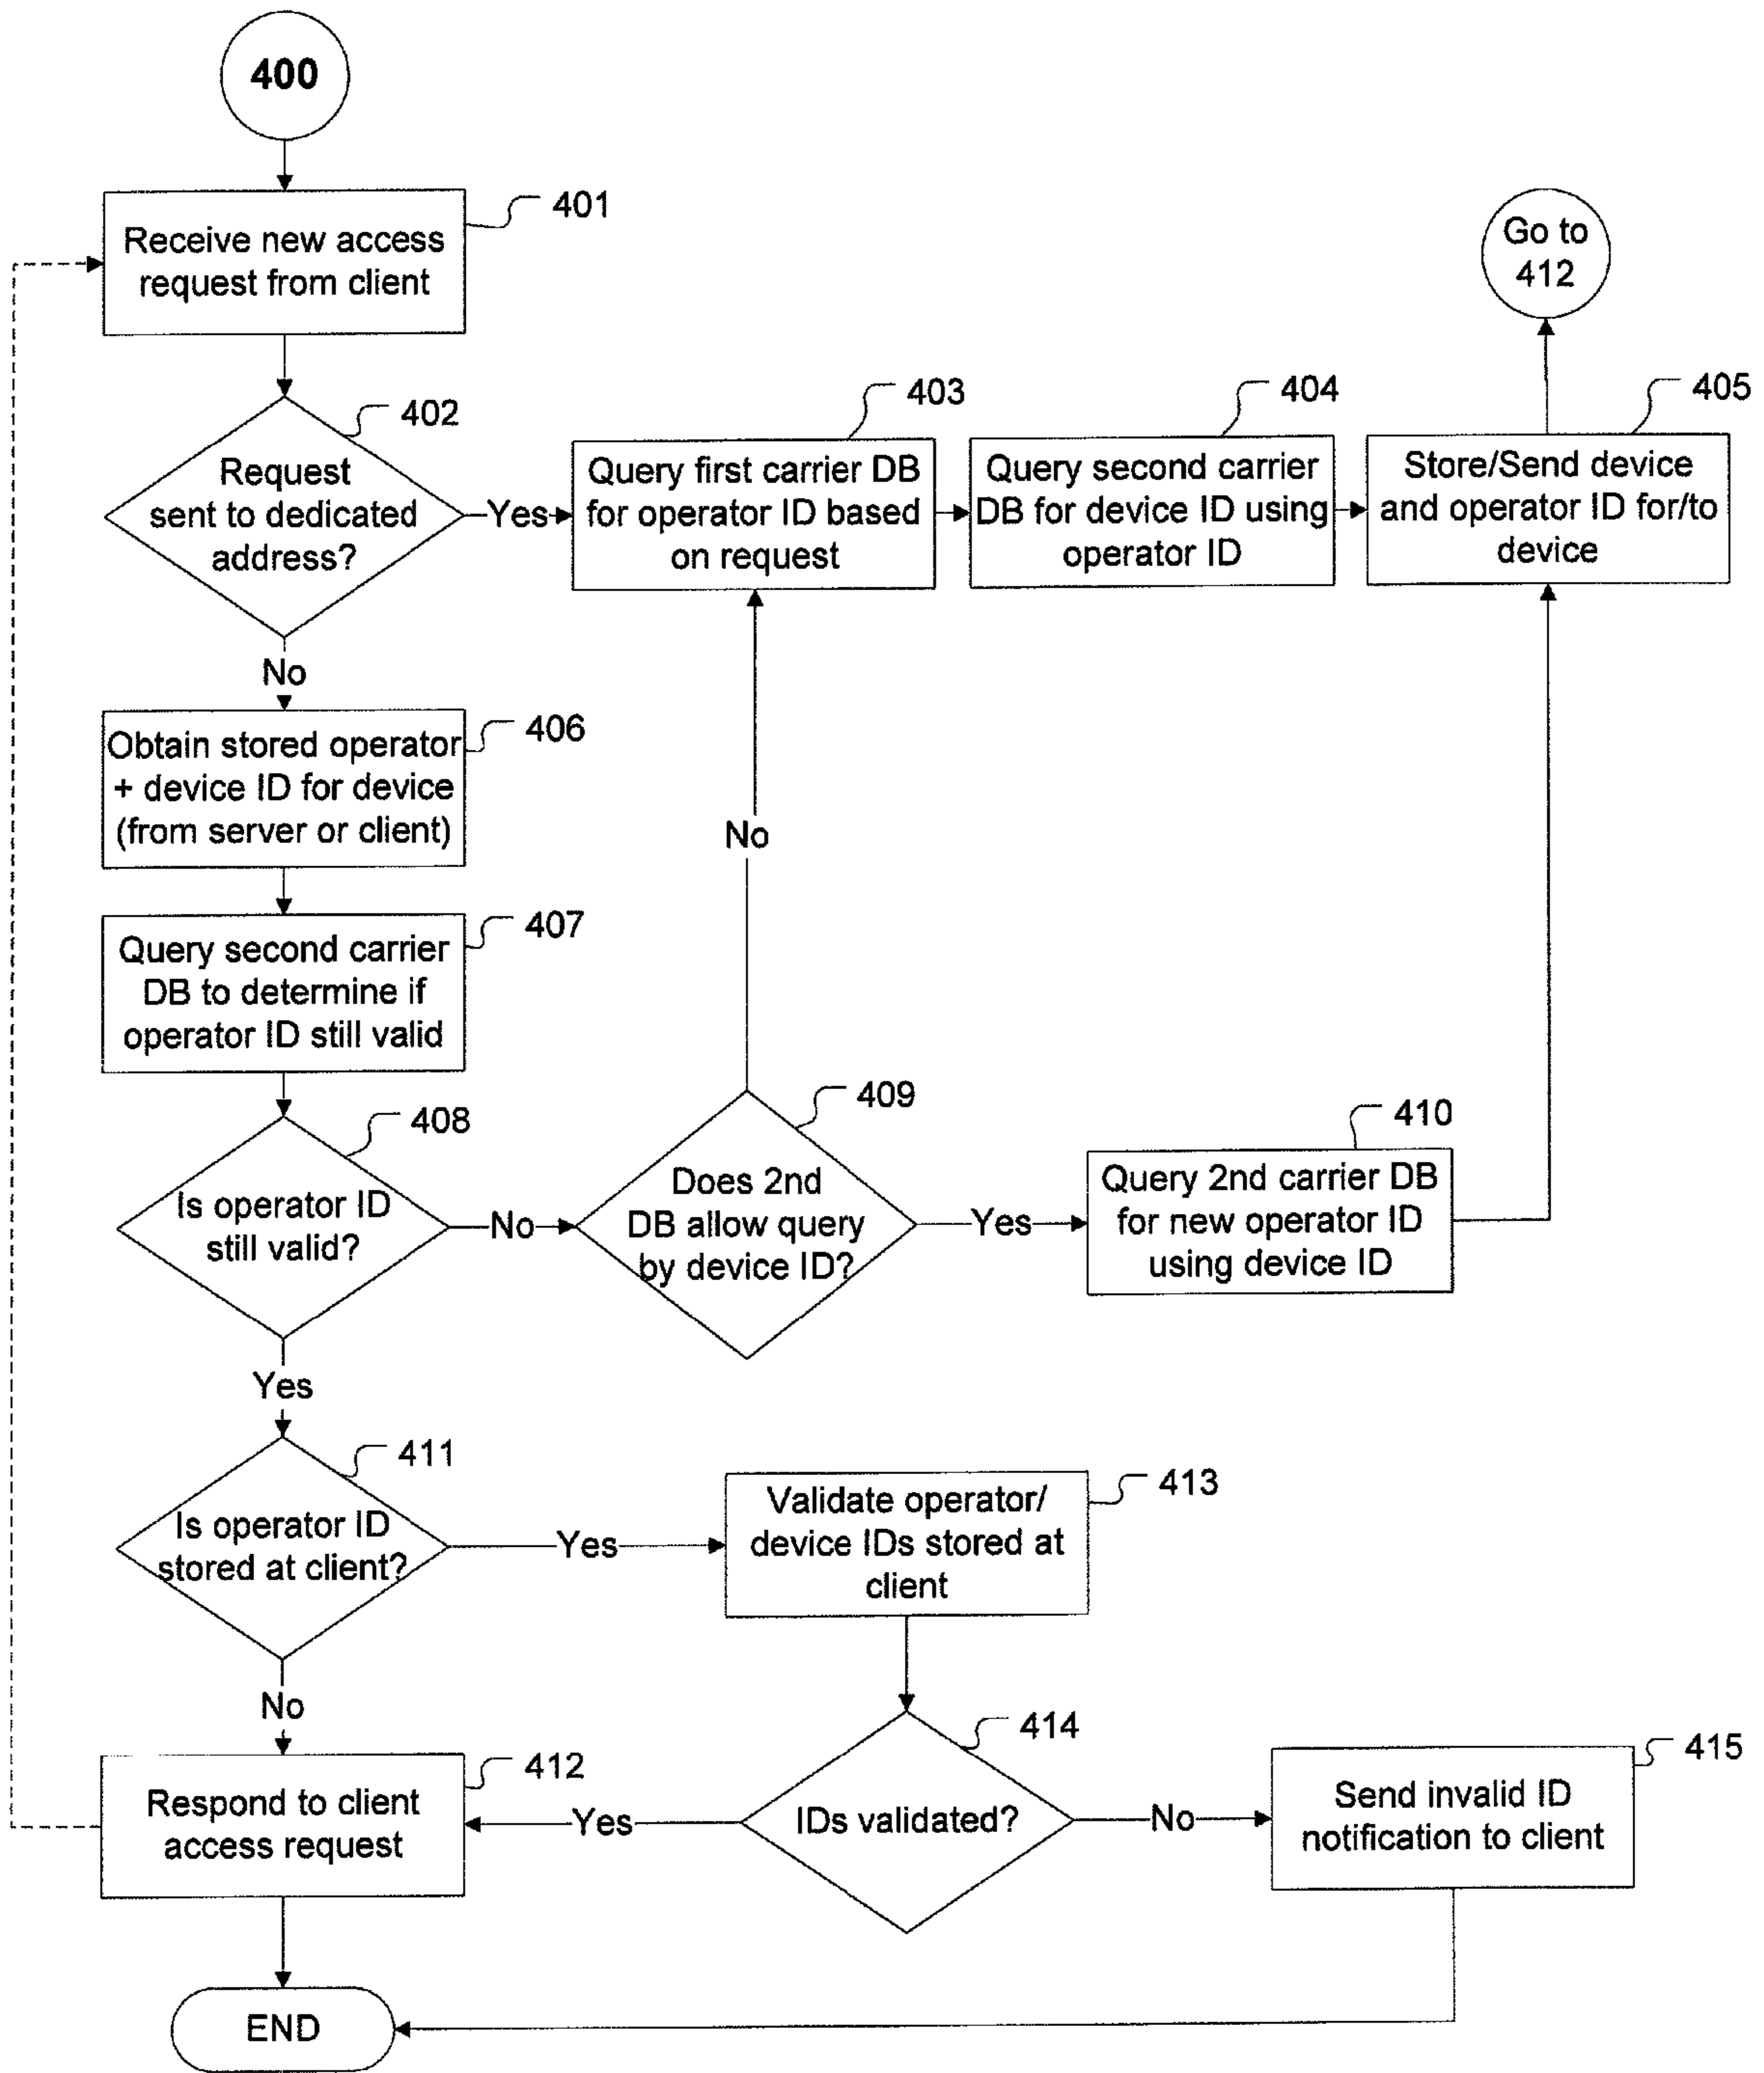 400
401
Receive new access
request from client
Go to
412
402
Request
sent to dedicated
address?
Yes
403
Query first carrier DB
for operator ID based
on request
404
Query second carrier
DB for device ID using
operator ID
405
Store/Send device
and operator ID for/to
device
No
406
Obtain stored operator
+ device ID for device
(from server or client)
No
407
Query second carrier
DB to determine if
operator ID still valid
408
Is operator ID
still valid?
No
409
Does 2nd
DB allow query
by device ID?
Yes
410
Query 2nd carrier DB
for new operator ID
using device ID
Yes
411
Is operator ID
stored at client?
Yes
413
Validate operator/
device IDs stored at
client
No
412
Respond to client
access request
Yes
414
IDs validated?
No
415
Send invalid ID
notification to client
END